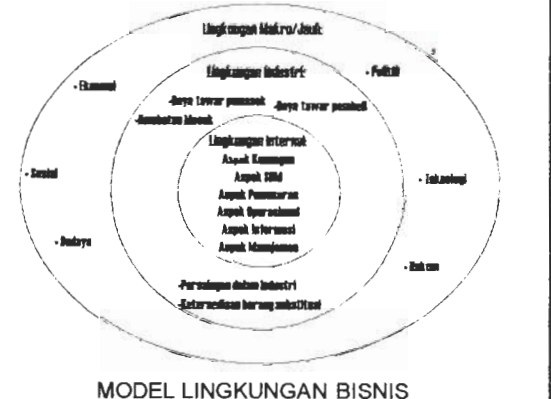 Lingkungan Makro/Jauh
Lingkungan Industri
- Politik
- Ekonomi
-Daya tawar pemasok
-Daya tawar pembeli
-Hambatan Masuk
Lingkungan Internal
Aspek Keuangan
- Sosial
Aspek SDM
- Teknologi
Aspek Pemasaran
Aspek Operasional
Aspek Informasi
- Budaya
Aspek Manajemen
- Hukum
-Persaingan dalam Industri
-Ketersediaan barang substitusi
MODEL LINGKUNGAN BISNIS